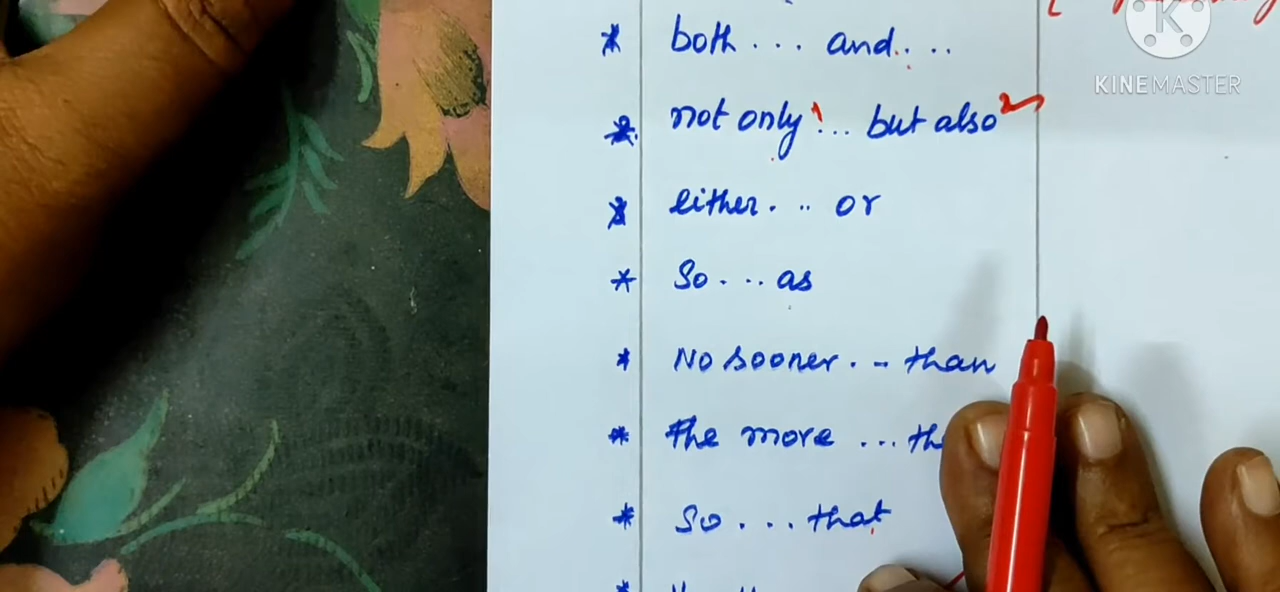 * both ... and ...
K
KINEMASTER
* not only ... but also
* either ... or
* So ... as
* No sooner .. than
* The more ...
* So ... that
*